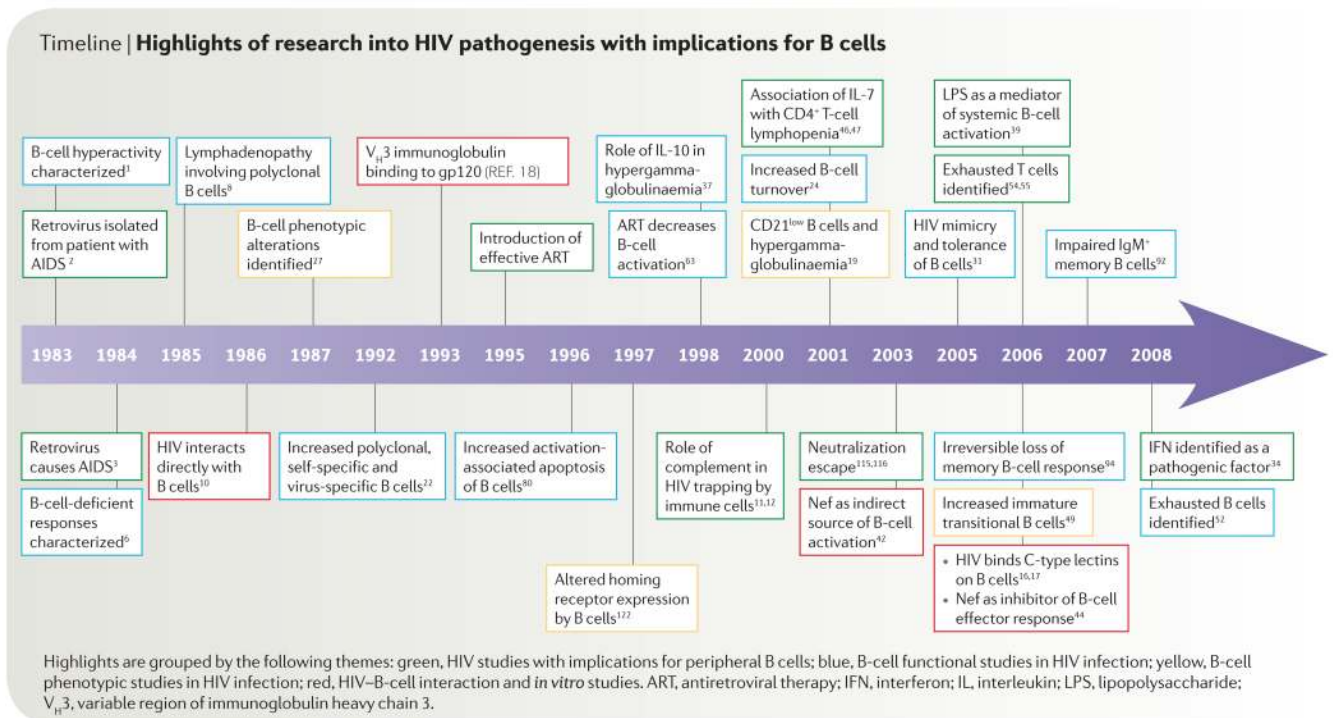 Timeline | Highlights of research into HIV pathogenesis with implications for B cells
B-cell hyperactivity
characterized1
Retrovirus isolated
from patient with
AIDS 2
Lymphadenopathy
involving polyclonal
B cells8
B-cell phenotypic
alterations
identified27
VH3 immunoglobulin
binding to gp120 (REF. 18)
Introduction of
effective ART
Role of IL-10 in
hypergamma-
globulinaemia37
ART decreases
B-cell
activation63
Association of IL-7
with CD4+ T-cell
lymphopenia46,47
Increased B-cell
turnover24
CD21low B cells and
hypergamma-
globulinaemia19
HIV mimicry
and tolerance
of B cells31
LPS as a mediator
of systemic B-cell
activation39
Exhausted T cells
identified54,55
Impaired IgM+
memory B cells92
1983 1984 1985 1986 1987 1992 1993 1995 1996 1997 1998 2000 2001 2003 2005 2006 2007 2008
Retrovirus
causes AIDS3
B-cell-deficient
responses
characterized6
HIV interacts
directly with
B cells10
Increased polyclonal,
self-specific and
virus-specific B cells22
Increased activation-
associated apoptosis
of B cells80
Altered homing
receptor expression
by B cells122
Role of
complement in
HIV trapping by
immune cells11,12
Neutralization
escape115,116
Nef as indirect
source of B-cell
activation42
Irreversible loss of
memory B-cell response94
Increased immature
transitional B cells49
• HIV binds C-type lectins
on B cells16,17
• Nef as inhibitor of B-cell
effector response44
IFN identified as a
pathogenic factor34
Exhausted B cells
identified52
Highlights are grouped by the following themes: green, HIV studies with implications for peripheral B cells; blue, B-cell functional studies in HIV infection; yellow, B-cell
phenotypic studies in HIV infection; red, HIV–B-cell interaction and in vitro studies. ART, antiretroviral therapy; IFN, interferon; IL, interleukin; LPS, lipopolysaccharide;
VH3, variable region of immunoglobulin heavy chain 3.